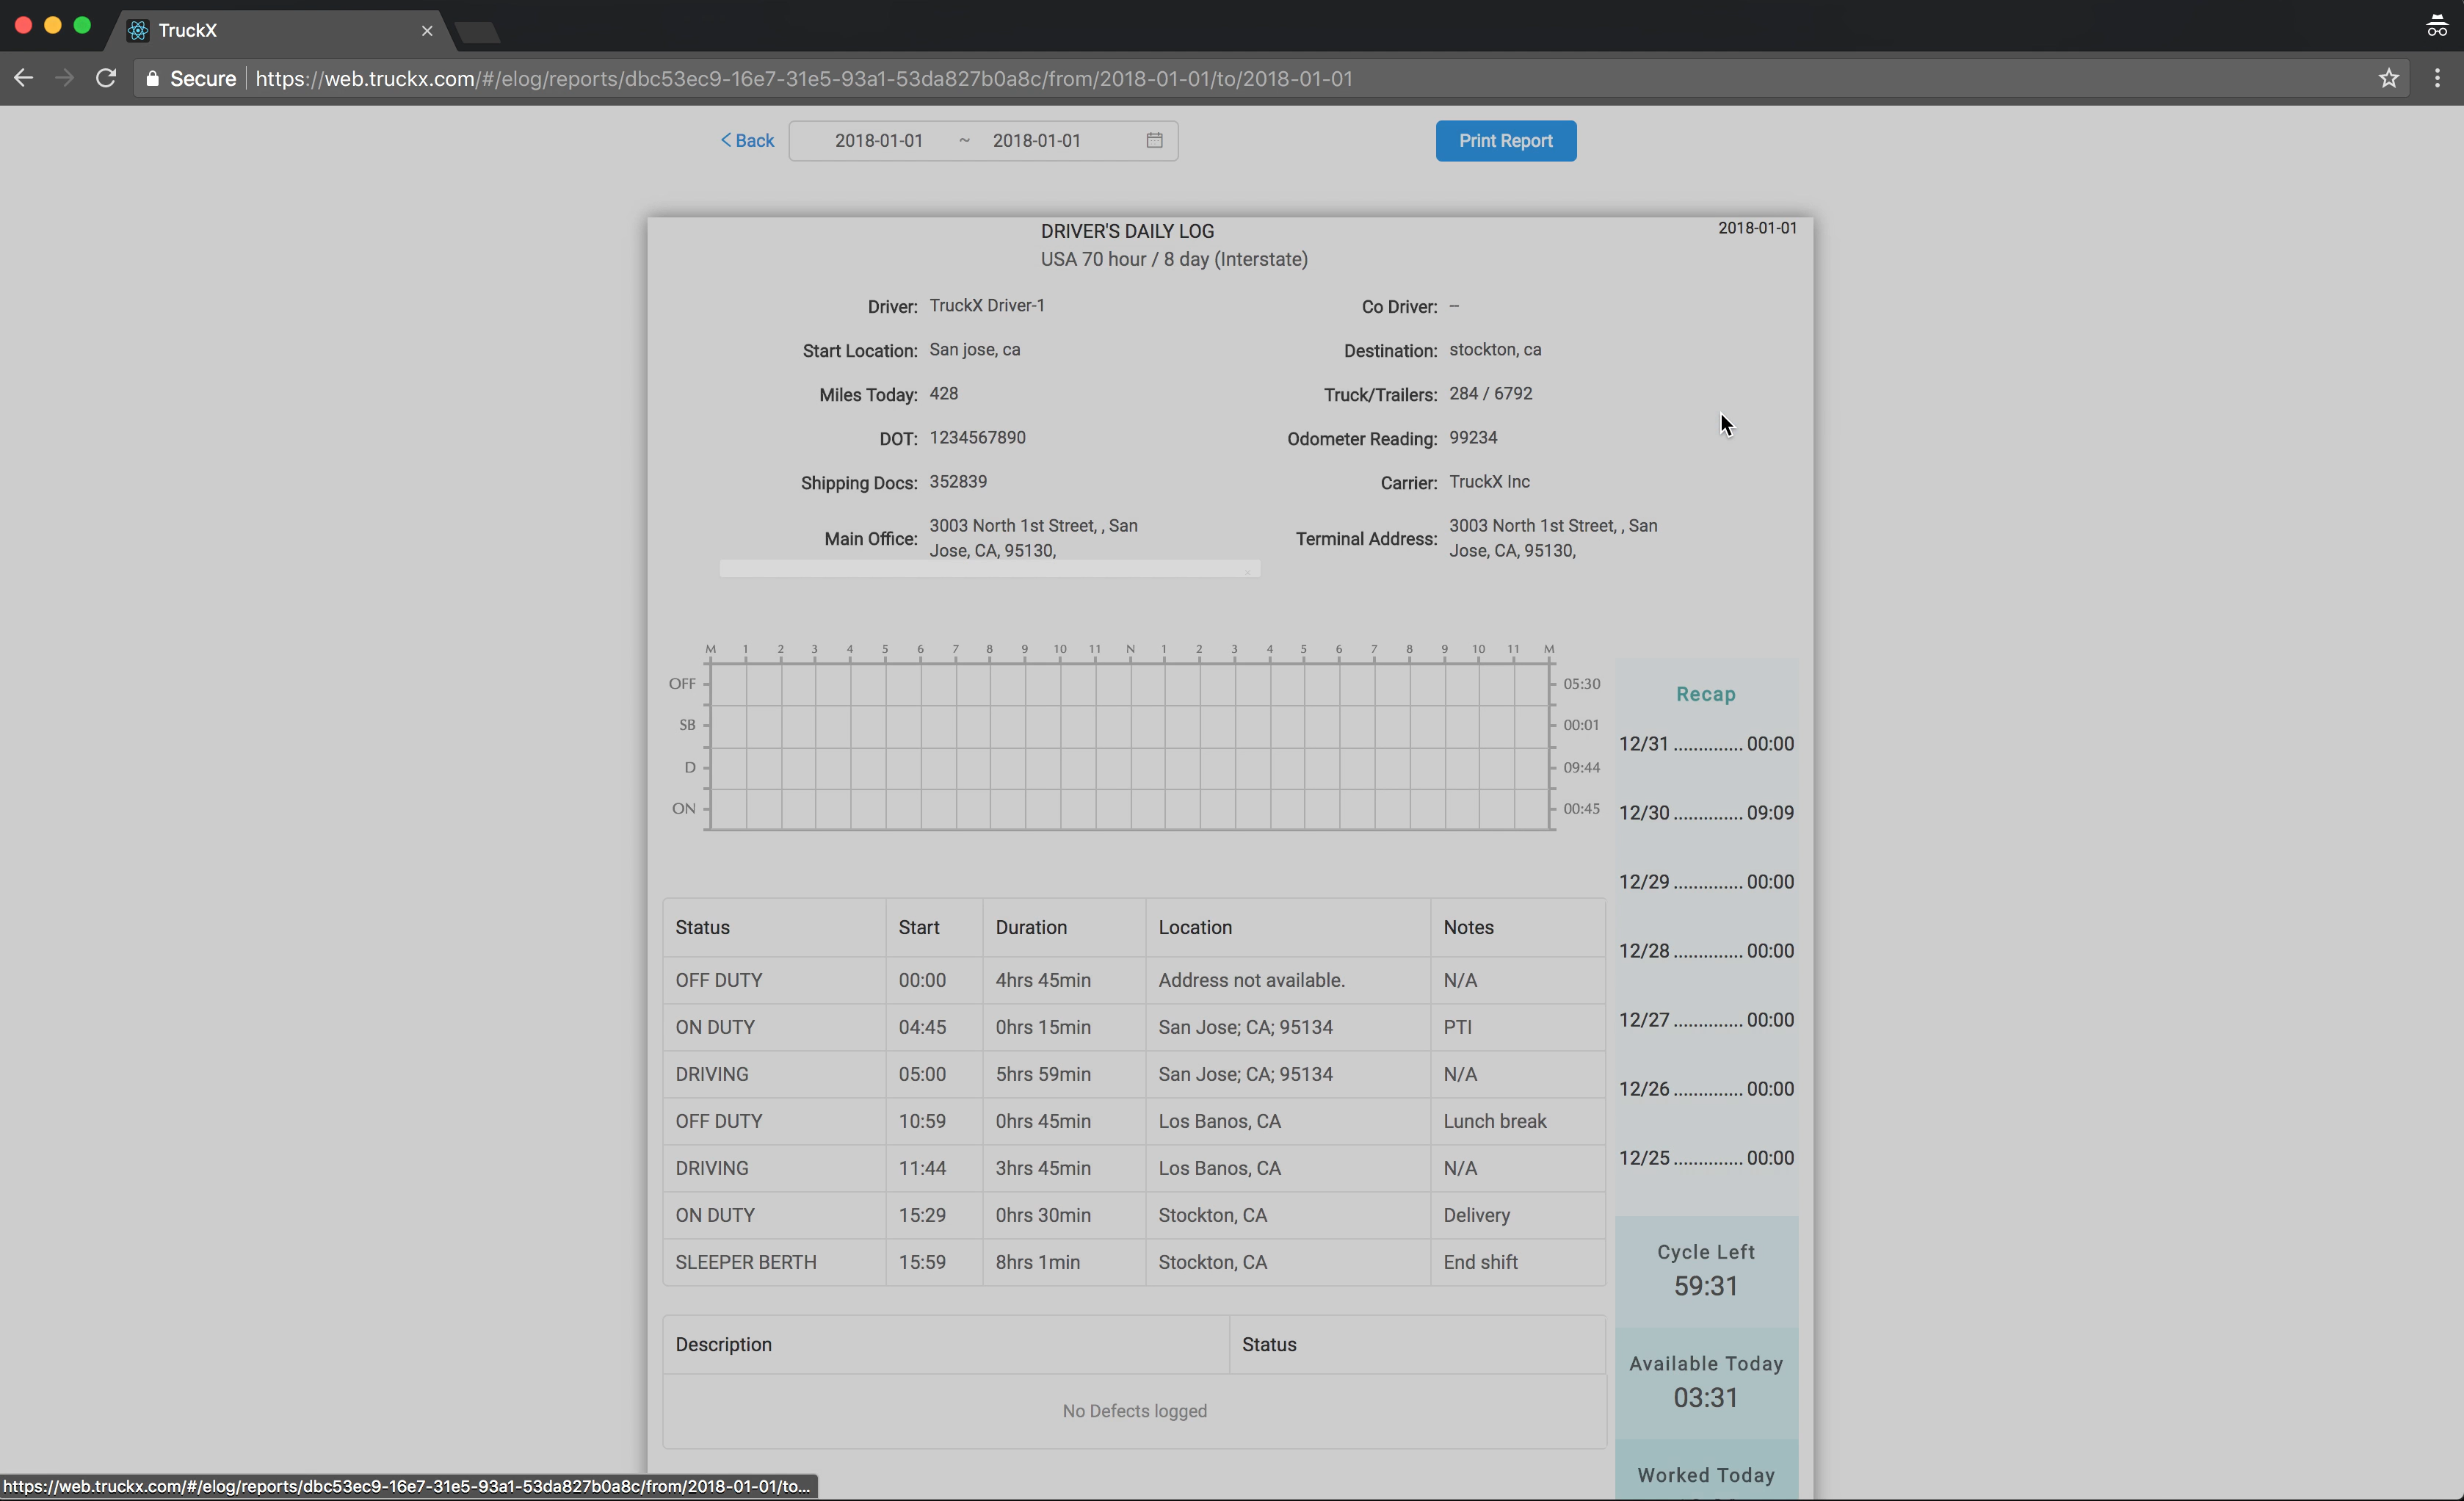 TruckX
Secure https://web.truckx.com/#/elog/reports/dbc53ec9-16e7-31e5-93a1-53da827b0a8c/from/2018-01-01/to/2018-01-01
Back 2018-01-01 ~ 2018-01-01 Print Report
DRIVER'S DAILY LOG 2018-01-01
USA 70 hour / 8 day (Interstate)
Driver: TruckX Driver-1 Co Driver: --
Start Location: San jose, ca Destination: stockton, ca
Miles Today: 428 Truck/Trailers: 284 / 6792
DOT: 1234567890 Odometer Reading: 99234
Shipping Docs: 352839 Carrier: TruckX Inc
Main Office: 3003 North 1st Street, , San Jose, CA, 95130,
Terminal Address: 3003 North 1st Street, , San Jose, CA, 95130,
M 1 2 3 4 5 6 7 8 9 10 11 N 1 2 3 4 5 6 7 8 9 10 11 M
OFF 05:30
SB 00:01
D 09:44
ON 00:45
Status Start Duration Location Notes
OFF DUTY 00:00 4hrs 45min Address not available. N/A
ON DUTY 04:45 0hrs 15min San Jose; CA; 95134 PTI
DRIVING 05:00 5hrs 59min San Jose; CA; 95134 N/A
OFF DUTY 10:59 0hrs 45min Los Banos, CA Lunch break
DRIVING 11:44 3hrs 45min Los Banos, CA N/A
ON DUTY 15:29 0hrs 30min Stockton, CA Delivery
SLEEPER BERTH 15:59 8hrs 1min Stockton, CA End shift
Description Status
No Defects logged
Recap
12/31 .............. 00:00
12/30 .............. 09:09
12/29 .............. 00:00
12/28 .............. 00:00
12/27 .............. 00:00
12/26 .............. 00:00
12/25 .............. 00:00
Cycle Left
59:31
Available Today
03:31
Worked Today
https://web.truckx.com/#/elog/reports/dbc53ec9-16e7-31e5-93a1-53da827b0a8c/from/2018-01-01/to...